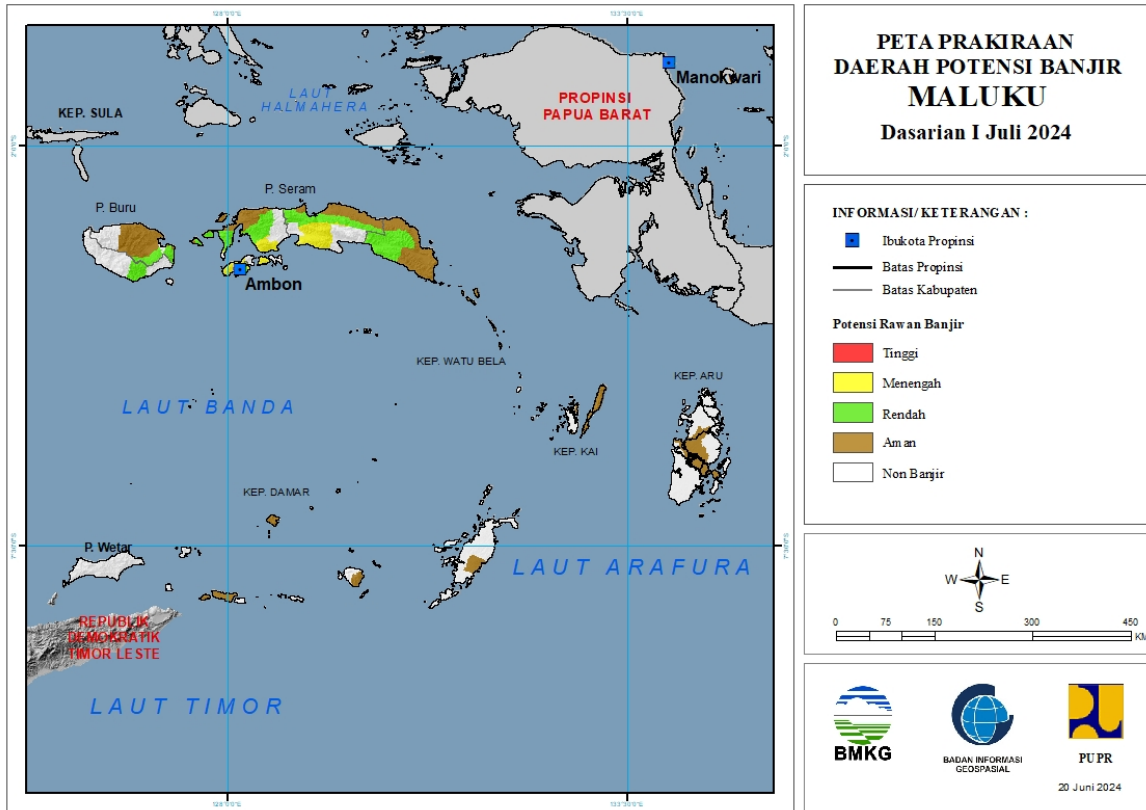 PETA PRAKIRAAN
DAERAH POTENSI BANJIR
MALUKU
Dasarian I Juli 2024
INFORMASI/ KETERANGAN :
Ibukota Propinsi
Batas Propinsi
Batas Kabupaten
Potensi Rawan Banjir
Tinggi
Menengah
Rendah
Aman
Non Banjir
N
W E
S
0 75 150 300 450
KM
BMKG
BADAN INFORMASI
GEOSPASIAL
PUPR
20 Juni 2024
Manokwari
LAUT
HALMAHERA
PROPINSI
PAPUA BARAT
KEP. SULA
P. Seram
P. Buru
Ambon
KEP. WATU BELA
KEP. ARU
LAUT BANDA
KEP. KAI
KEP. DAMAR
P. Wetar
LAUT ARAFURA
REPUBLIK
DEMOKRATIK
TIMOR LESTE
LAUT TIMOR